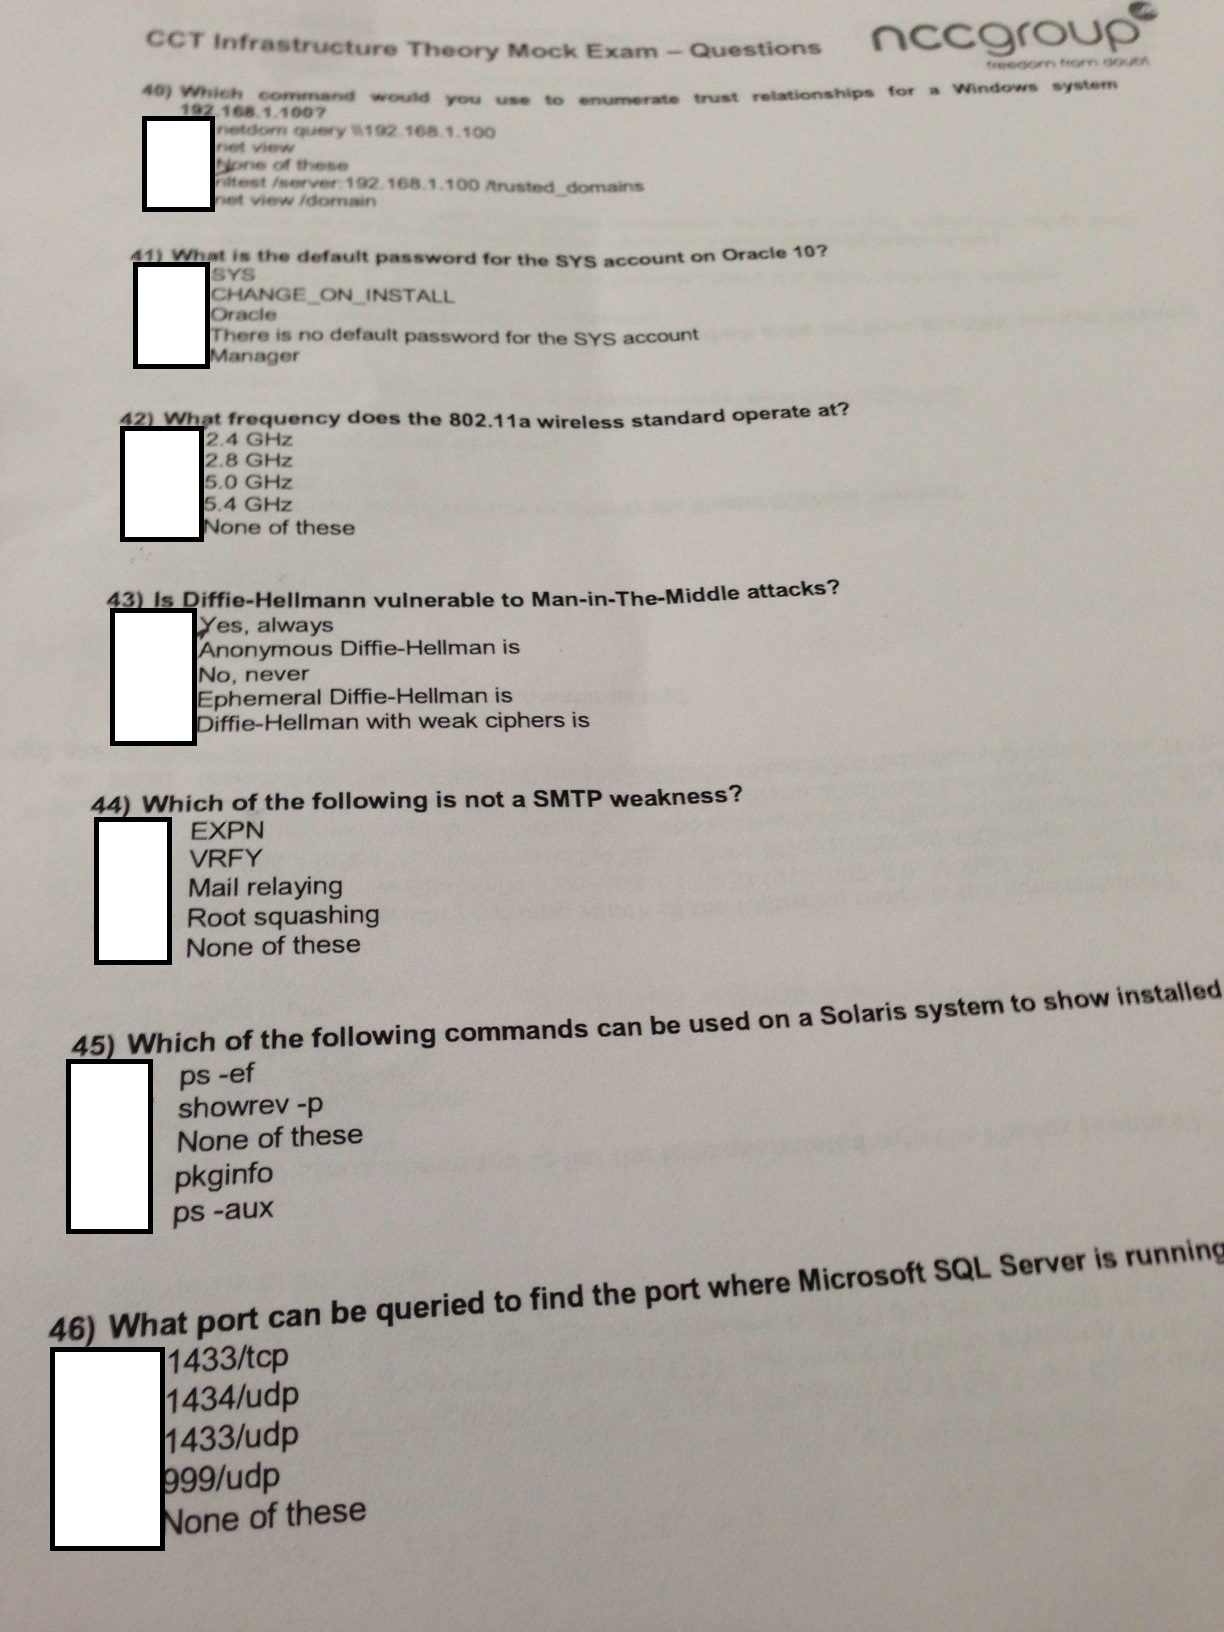 CCT Infrastructure Theory Mock Exam – Questions
nccgroup
freedom from doubt
40) Which command would you use to enumerate trust relationships for a Windows system
192.168.1.100?
netdom query \\192.168.1.100
net view
None of these
nltest /server:192.168.1.100 /trusted_domains
net view /domain
41) What is the default password for the SYS account on Oracle 10?
SYS
CHANGE_ON_INSTALL
Oracle
There is no default password for the SYS account
Manager
42) What frequency does the 802.11a wireless standard operate at?
2.4 GHz
2.8 GHz
5.0 GHz
5.4 GHz
None of these
43) Is Diffie-Hellmann vulnerable to Man-in-The-Middle attacks?
Yes, always
Anonymous Diffie-Hellman is
No, never
Ephemeral Diffie-Hellman is
Diffie-Hellman with weak ciphers is
44) Which of the following is not a SMTP weakness?
EXPN
VRFY
Mail relaying
Root squashing
None of these
45) Which of the following commands can be used on a Solaris system to show installed
ps -ef
showrev -p
None of these
pkginfo
ps -aux
46) What port can be queried to find the port where Microsoft SQL Server is running
1433/tcp
1434/udp
1433/udp
999/udp
None of these